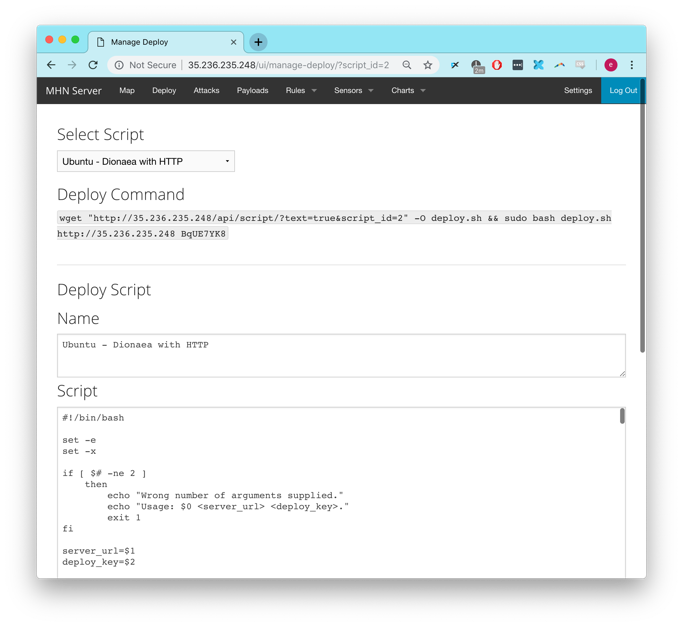 Manage Deploy
Not Secure | 35.236.235.248/ui/manage-deploy/?script_id=2
2m
e
MHN Server Map Deploy Attacks Payloads Rules Sensors Charts Settings Log Out
Select Script
Ubuntu - Dionaea with HTTP
Deploy Command
wget "http://35.236.235.248/api/script/?text=true&script_id=2" -O deploy.sh && sudo bash deploy.sh
http://35.236.235.248 BqUE7YK8
Deploy Script
Name
Ubuntu - Dionaea with HTTP
Script
#!/bin/bash
set -e
set -x
if [ $# -ne 2 ]
then
echo "Wrong number of arguments supplied."
echo "Usage: $0 <server_url> <deploy_key>."
exit 1
fi
server_url=$1
deploy_key=$2